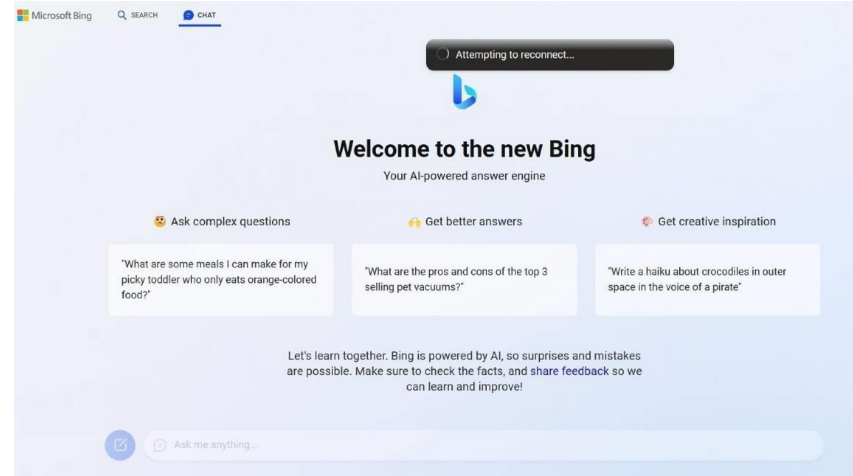 Microsoft Bing
SEARCH
CHAT
Attempting to reconnect...
Welcome to the new Bing
Your AI-powered answer engine
Ask complex questions
Get better answers
Get creative inspiration
"What are some meals I can make for my
picky toddler who only eats orange-colored
food?"
"What are the pros and cons of the top 3
selling pet vacuums?"
"Write a haiku about crocodiles in outer
space in the voice of a pirate"
Let's learn together. Bing is powered by AI, so surprises and mistakes
are possible. Make sure to check the facts, and share feedback so we
can learn and improve!
Ask me anything...